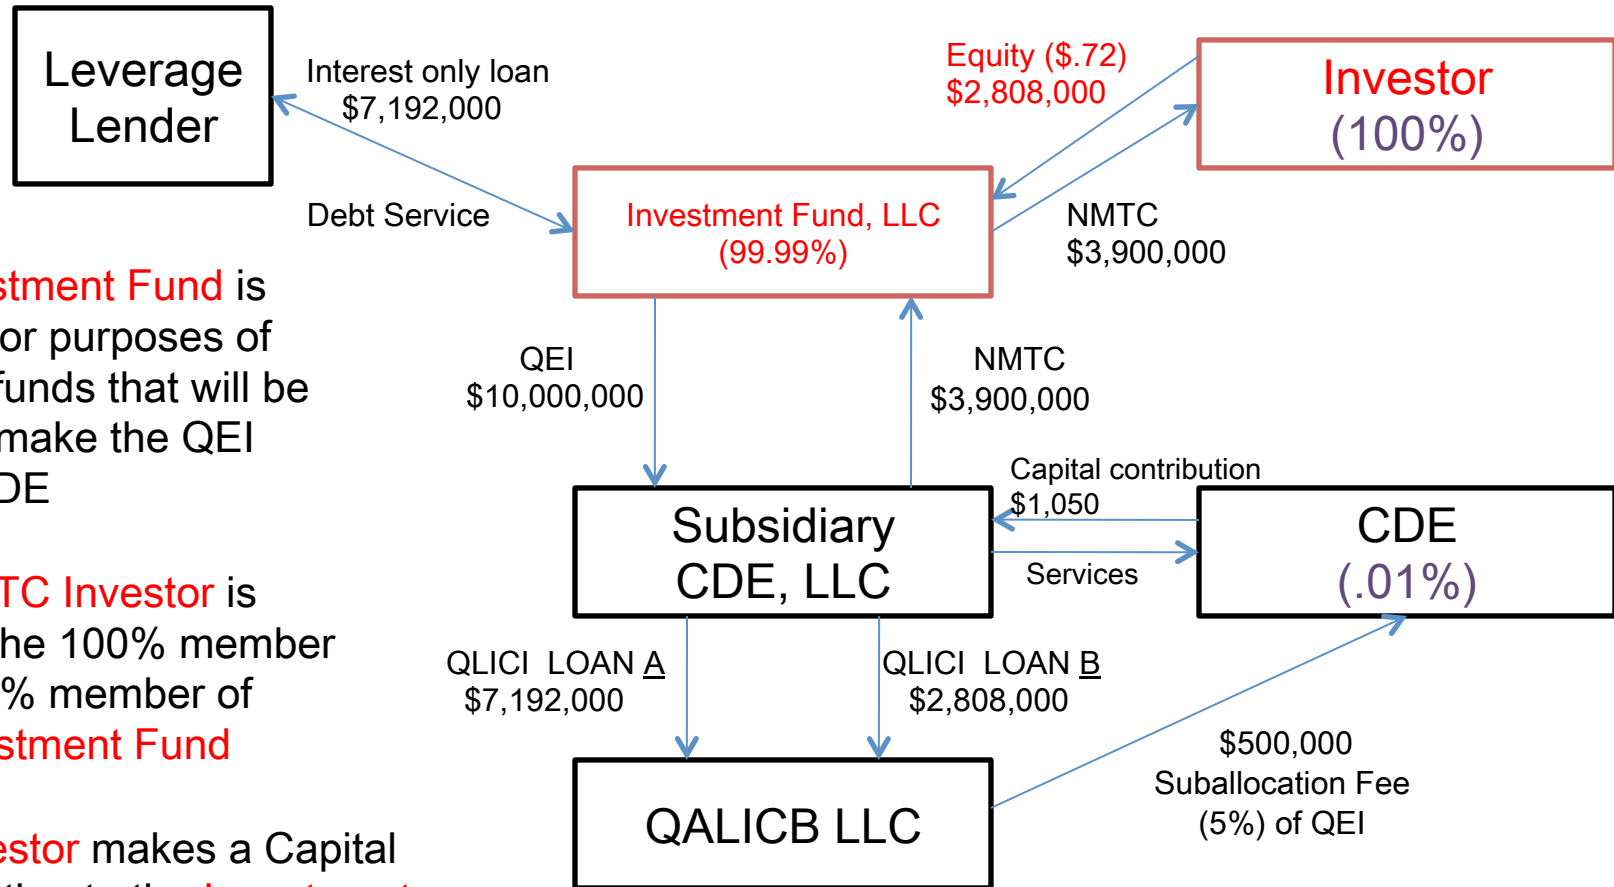 Leverage
Lender
Interest only loan
$7,192,000
Debt Service
Equity ($.72)
$2,808,000
Investor
(100%)
Investment Fund, LLC
(99.99%)
NMTC
$3,900,000
QEI
$10,000,000
NMTC
$3,900,000
Capital contribution
$1,050
Subsidiary
CDE, LLC
Services
CDE
(.01%)
QLICI LOAN A
$7,192,000
QLICI LOAN B
$2,808,000
$500,000
Suballocation Fee
(5%) of QEI
QALICB LLC
stment Fund is
or purposes of
funds that will be
make the QEI
DE
TC Investor is
he 100% member
% member of
stment Fund
estor makes a Capital